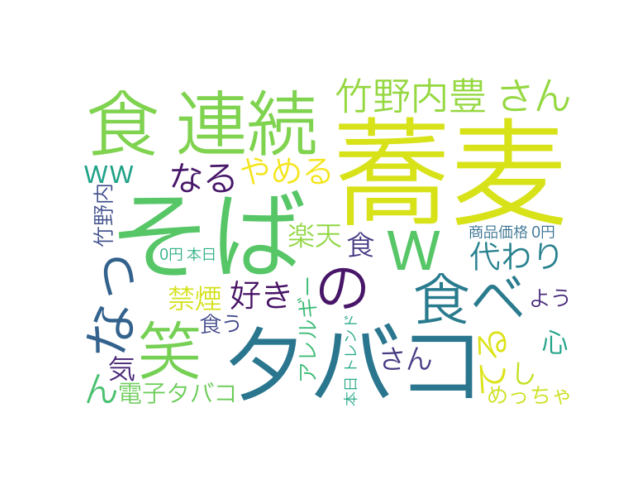 食 連続
竹野内豊 さん
蕎麦
ww
なる
やめる
竹野内
そば
楽天
商品価格 0円
0円 本日
食
w
代わり
なっ
禁煙
好き
の
食べ
よう
笑
食う
アレルギー
本日 トレンド
タバコ
さん
てる
心
気
し
ん
電子タバコ
めっちゃ